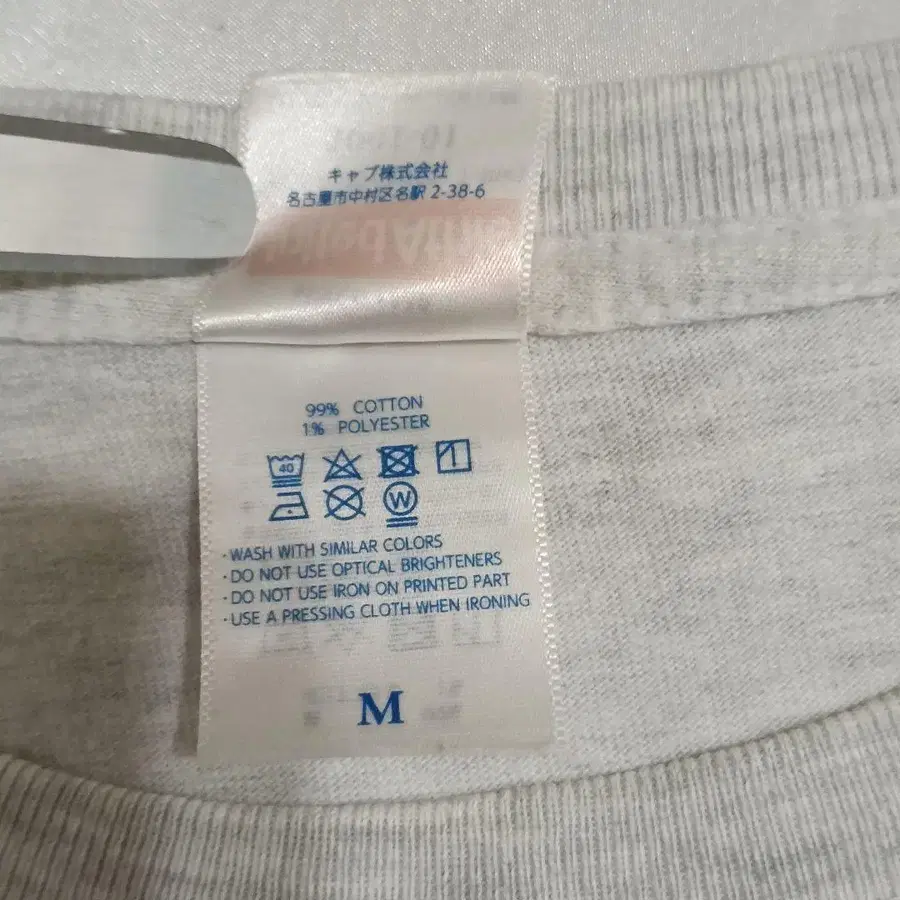 キャブ株式会社
名古屋市中村区名駅 2-38-6
99% COTTON
1% POLYESTER
40
W
· WASH WITH SIMILAR COLORS
· DO NOT USE OPTICAL BRIGHTENERS
· DO NOT USE IRON ON PRINTED PART
· USE A PRESSING CLOTH WHEN IRONING
M